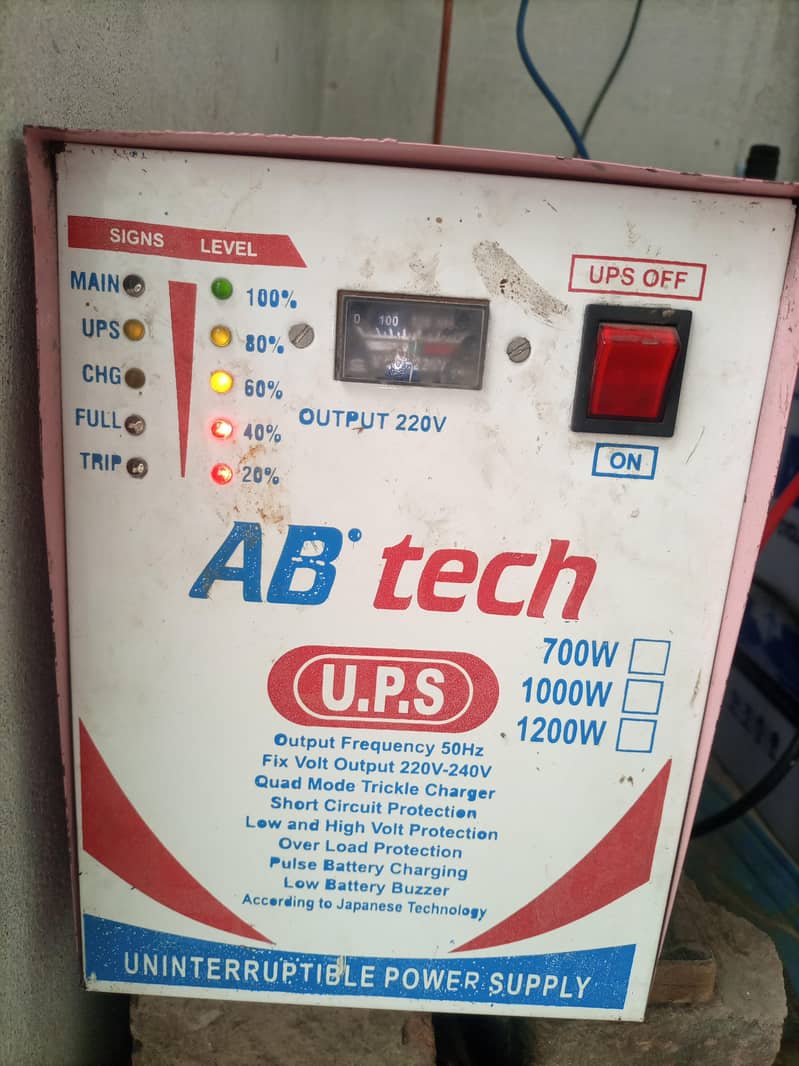 SIGNS LEVEL
MAIN 100%
UPS 80%
CHG 60%
FULL 40%
TRIP 20%
0 100
OUTPUT 220V
UPS OFF
ON
AB tech
U.P.S
700W
1000W
1200W
Output Frequency 50Hz
Fix Volt Output 220V-240V
Quad Mode Trickle Charger
Short Circuit Protection
Low and High Volt Protection
Over Load Protection
Pulse Battery Charging
Low Battery Buzzer
According to Japanese Technology
UNINTERRUPTIBLE POWER SUPPLY